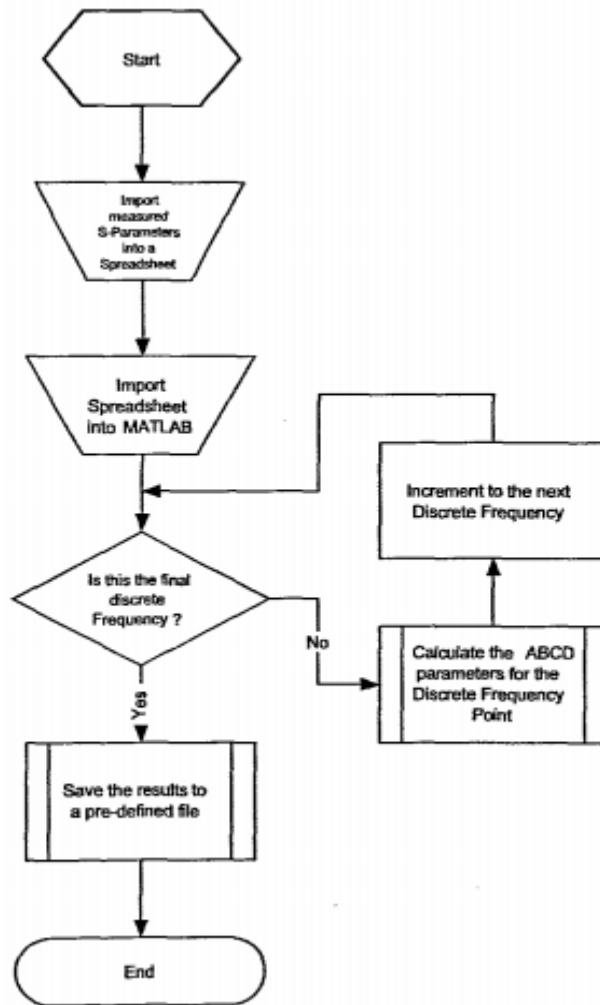 Start
Import
measured
S-Parameters
into a
Spreadsheet
Import
Spreadsheet
into MATLAB
Increment to the next
Discrete Frequency
Is this the final
discrete
Frequency ?
No
Calculate the ABCD
parameters for the
Discrete Frequency
Point
Yes
Save the results to
a pre-defined file
End